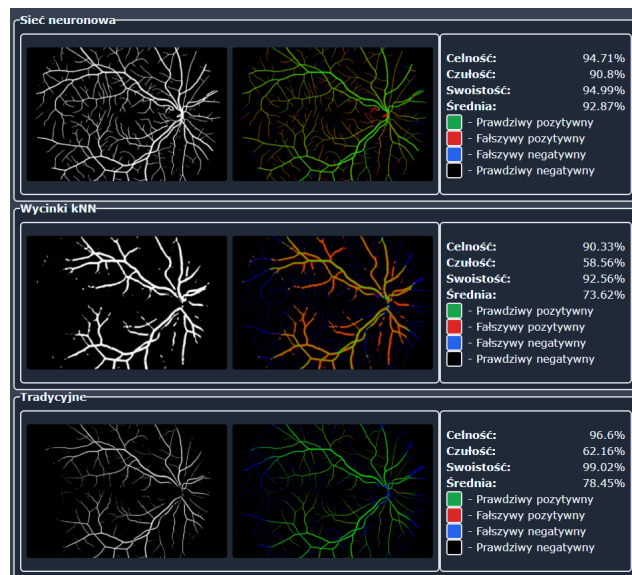 Sieć neuronowa
Celność: 94.71%
Czułość: 90.8%
Swoistość: 94.99%
Średnia: 92.87%
- Prawdziwy pozytywny
- Fałszywy pozytywny
- Fałszywy negatywny
- Prawdziwy negatywny
Wycinki kNN
Celność: 90.33%
Czułość: 58.56%
Swoistość: 92.56%
Średnia: 73.62%
- Prawdziwy pozytywny
- Fałszywy pozytywny
- Fałszywy negatywny
- Prawdziwy negatywny
Tradycyjne
Celność: 96.6%
Czułość: 62.16%
Swoistość: 99.02%
Średnia: 78.45%
- Prawdziwy pozytywny
- Fałszywy pozytywny
- Fałszywy negatywny
- Prawdziwy negatywny